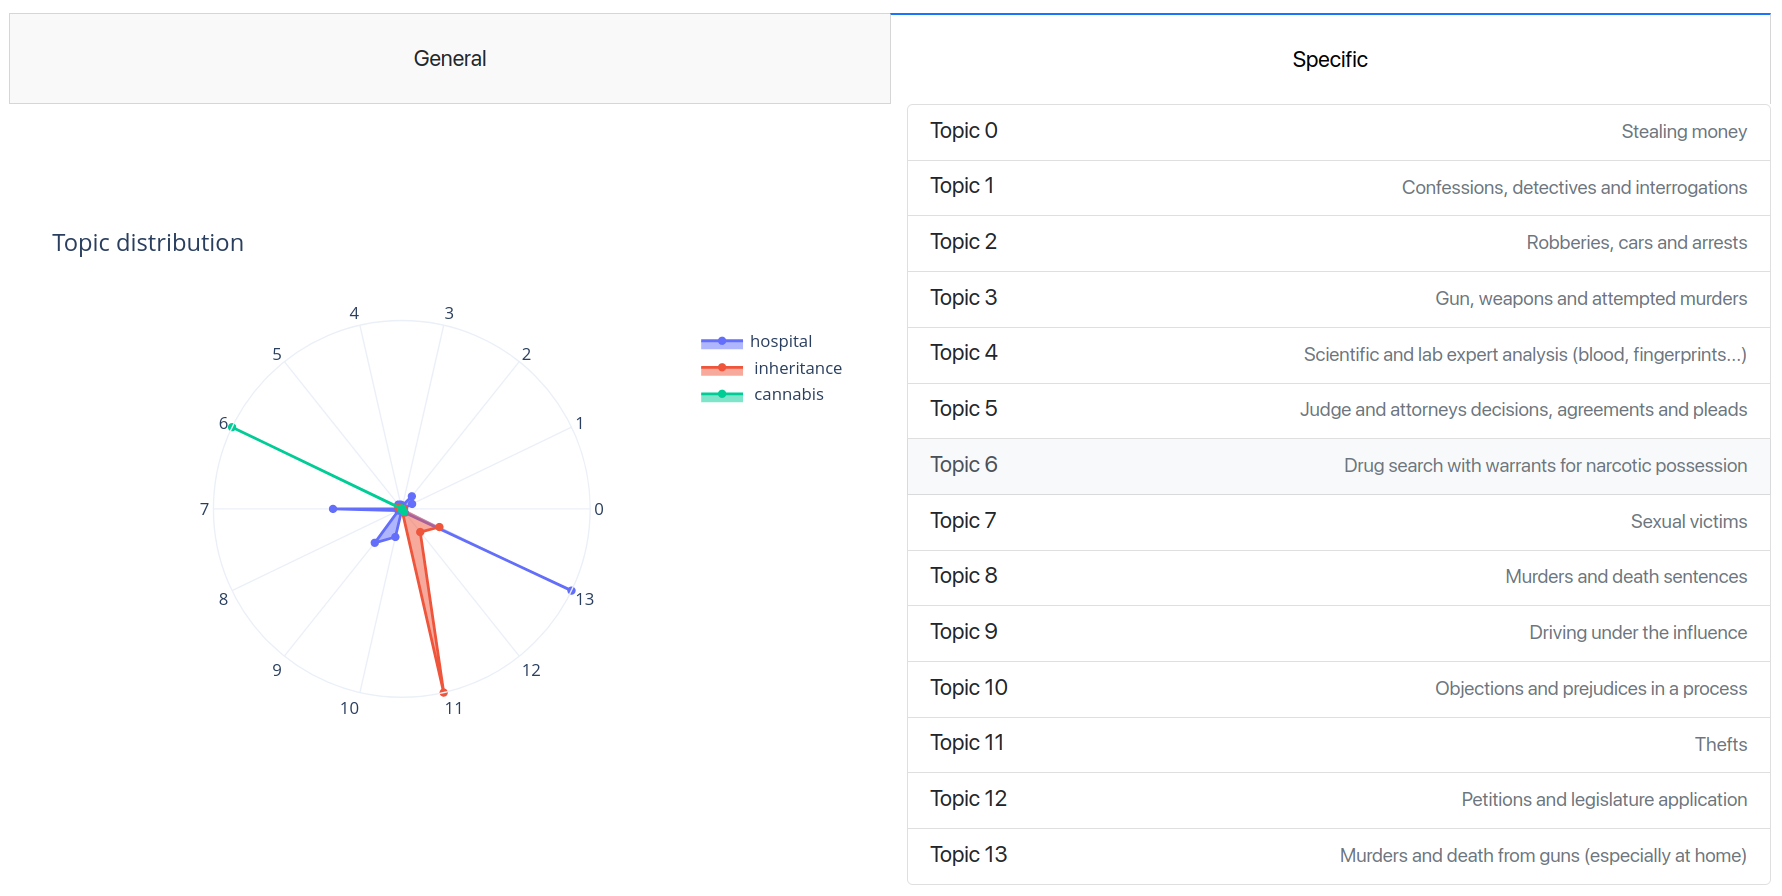 General
Specific
Topic distribution
4
3
5
2
6
1
7
0
8
13
9
12
10
11
hospital
inheritance
cannabis
Topic 0 Stealing money
Topic 1 Confessions, detectives and interrogations
Topic 2 Robberies, cars and arrests
Topic 3 Gun, weapons and attempted murders
Topic 4 Scientific and lab expert analysis (blood, fingerprints...)
Topic 5 Judge and attorneys decisions, agreements and pleads
Topic 6 Drug search with warrants for narcotic possession
Topic 7 Sexual victims
Topic 8 Murders and death sentences
Topic 9 Driving under the influence
Topic 10 Objections and prejudices in a process
Topic 11 Thefts
Topic 12 Petitions and legislature application
Topic 13 Murders and death from guns (especially at home)